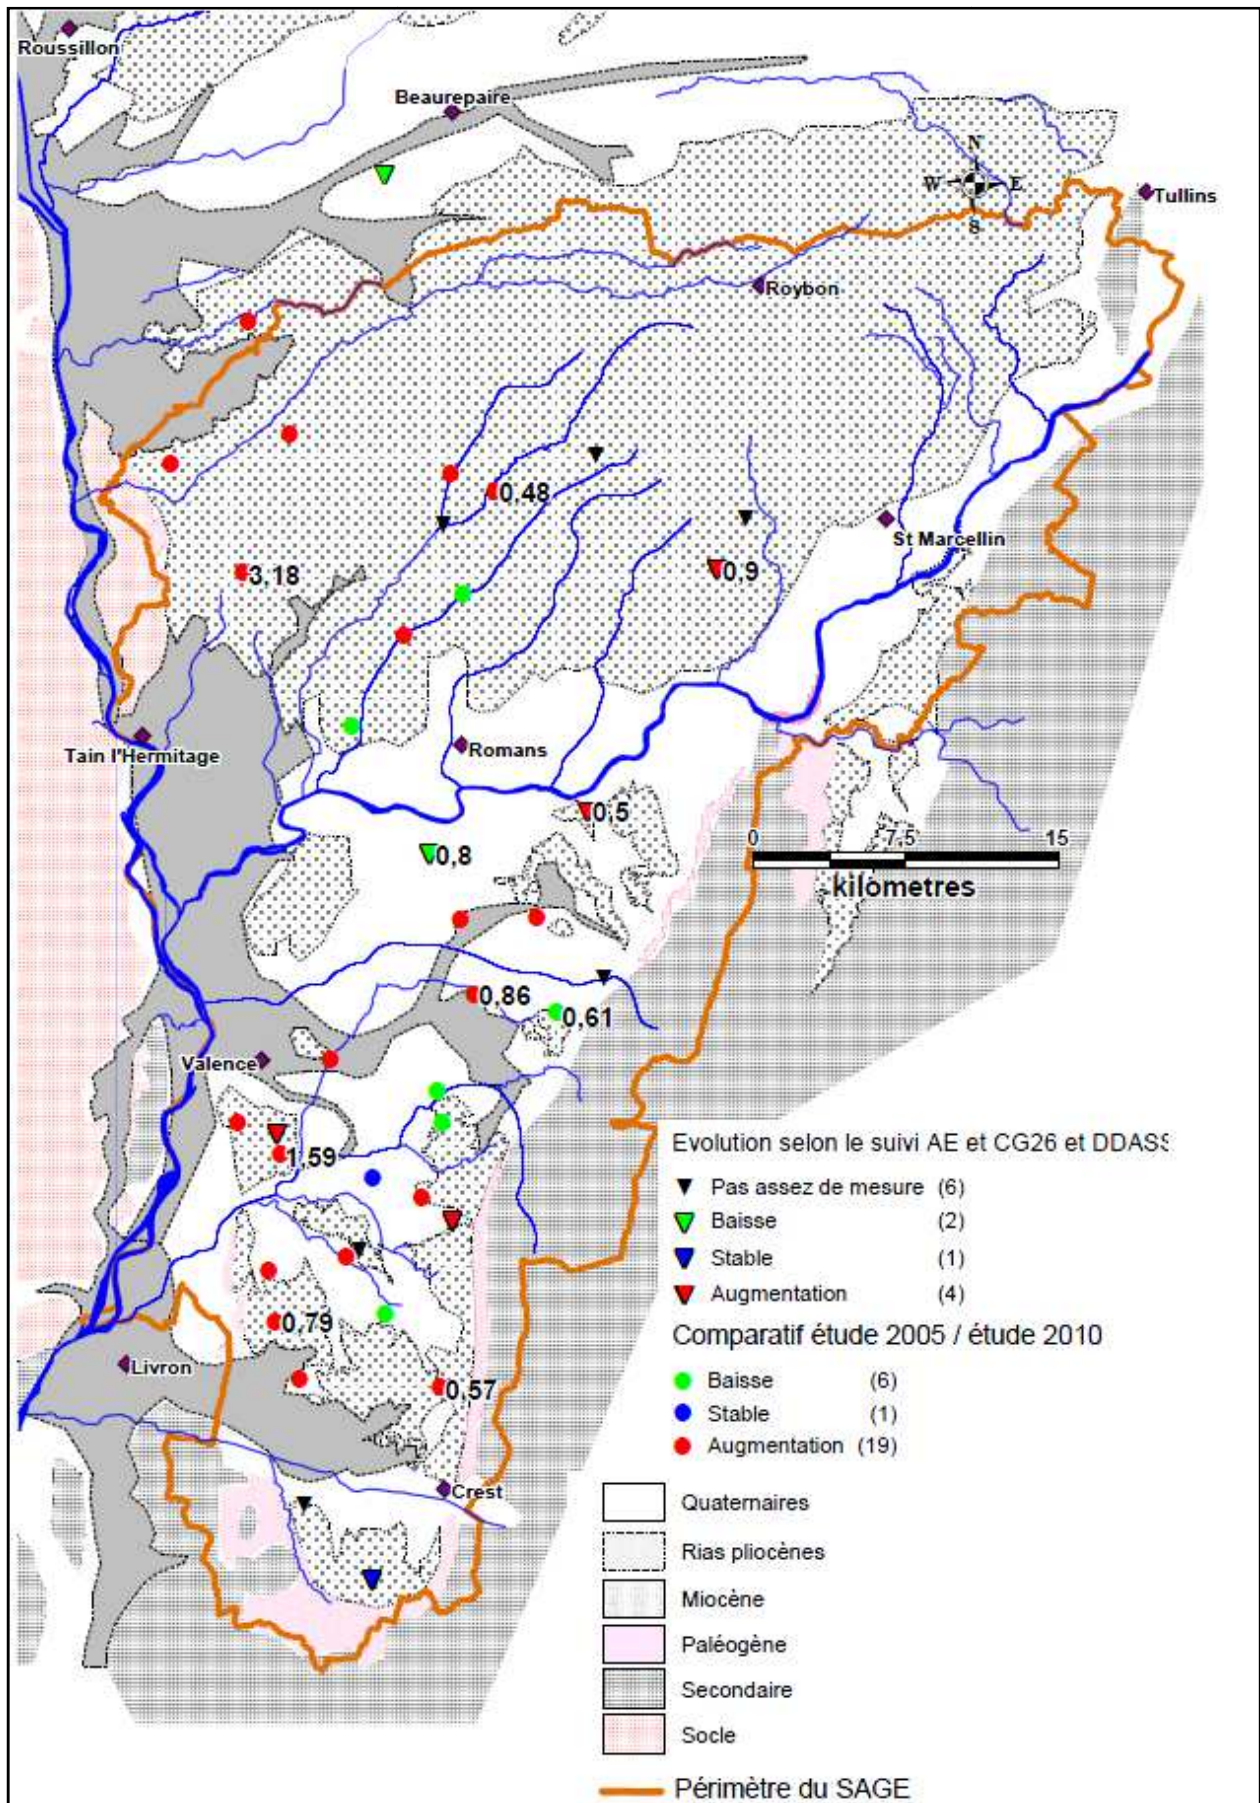 Roussillon
Beaurepaire
N
W E
S
Tullins
Roybon
0,48
St Marcellin
3,18
0,9
Tain l'Hermitage
Romans
0,5
0 7,5 15
kilometres
0,8
0,86
0,61
Valence
1,59
0,79
Livron
0,57
Crest
Evolution selon le suivi AE et CG26 et DDASS
Pas assez de mesure (6)
Baisse (2)
Stable (1)
Augmentation (4)
Comparatif étude 2005 / étude 2010
Baisse (6)
Stable (1)
Augmentation (19)
Quaternaires
Rias pliocènes
Miocène
Paléogène
Secondaire
Socle
Périmètre du SAGE